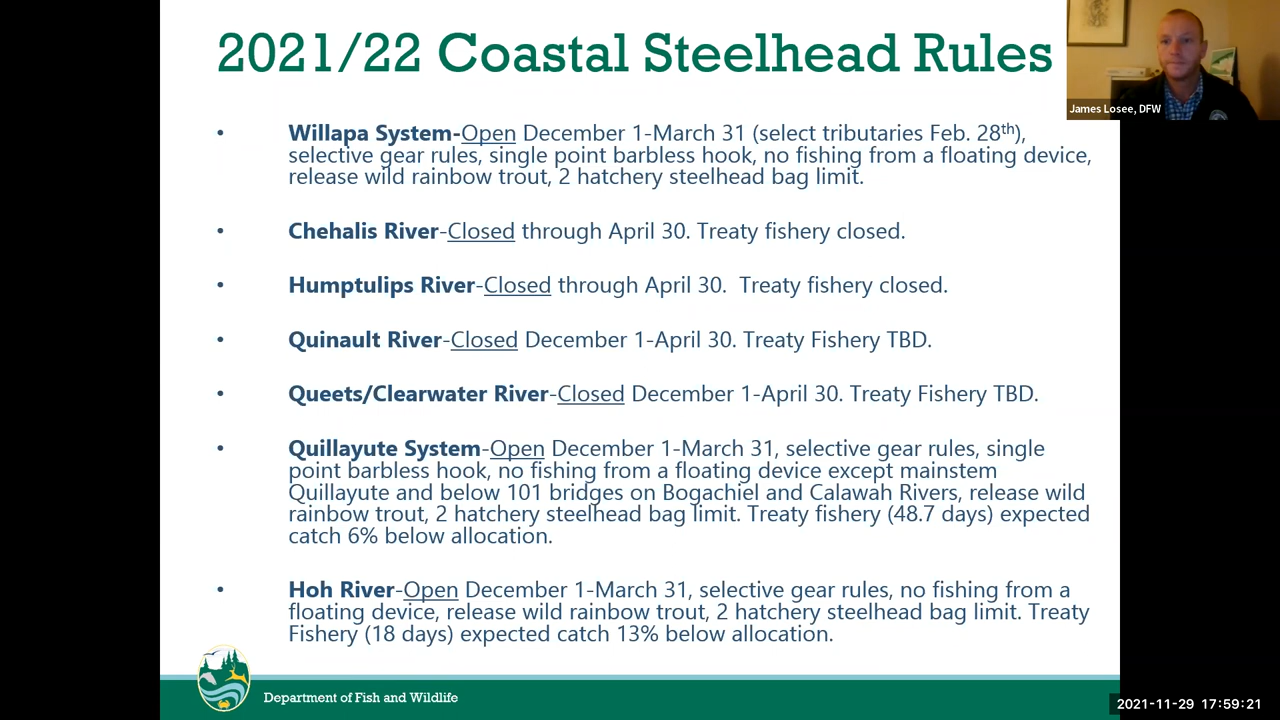 2021/22 Coastal Steelhead Rules
James Losee, DFW
• Willapa System-Open December 1-March 31 (select tributaries Feb. 28th),
selective gear rules, single point barbless hook, no fishing from a floating device,
release wild rainbow trout, 2 hatchery steelhead bag limit.
• Chehalis River-Closed through April 30. Treaty fishery closed.
• Humptulips River-Closed through April 30. Treaty fishery closed.
• Quinault River-Closed December 1-April 30. Treaty Fishery TBD.
• Queets/Clearwater River-Closed December 1-April 30. Treaty Fishery TBD.
• Quillayute System-Open December 1-March 31, selective gear rules, single
point barbless hook, no fishing from a floating device except mainstem
Quillayute and below 101 bridges on Bogachiel and Calawah Rivers, release wild
rainbow trout, 2 hatchery steelhead bag limit. Treaty fishery (48.7 days) expected
catch 6% below allocation.
• Hoh River-Open December 1-March 31, selective gear rules, no fishing from a
floating device, release wild rainbow trout, 2 hatchery steelhead bag limit. Treaty
Fishery (18 days) expected catch 13% below allocation.
Department of Fish and Wildlife
2021-11-29 17:59:21